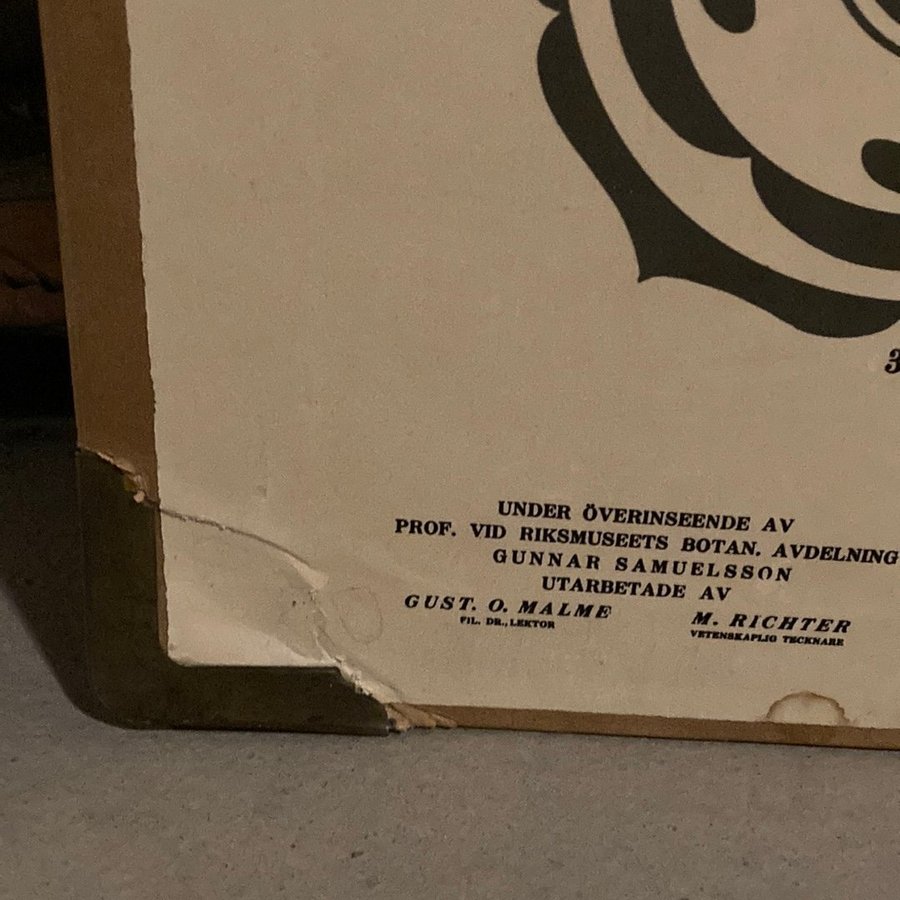 3
UNDER ÖVERINSEENDE AV
PROF. VID RIKSMUSEETS BOTAN. AVDELNING
GUNNAR SAMUELSSON
UTARBETADE AV
GUST. O. MALME M. RICHTER
FIL. DR., LEKTOR VETENSKAPLIG TECKNARE